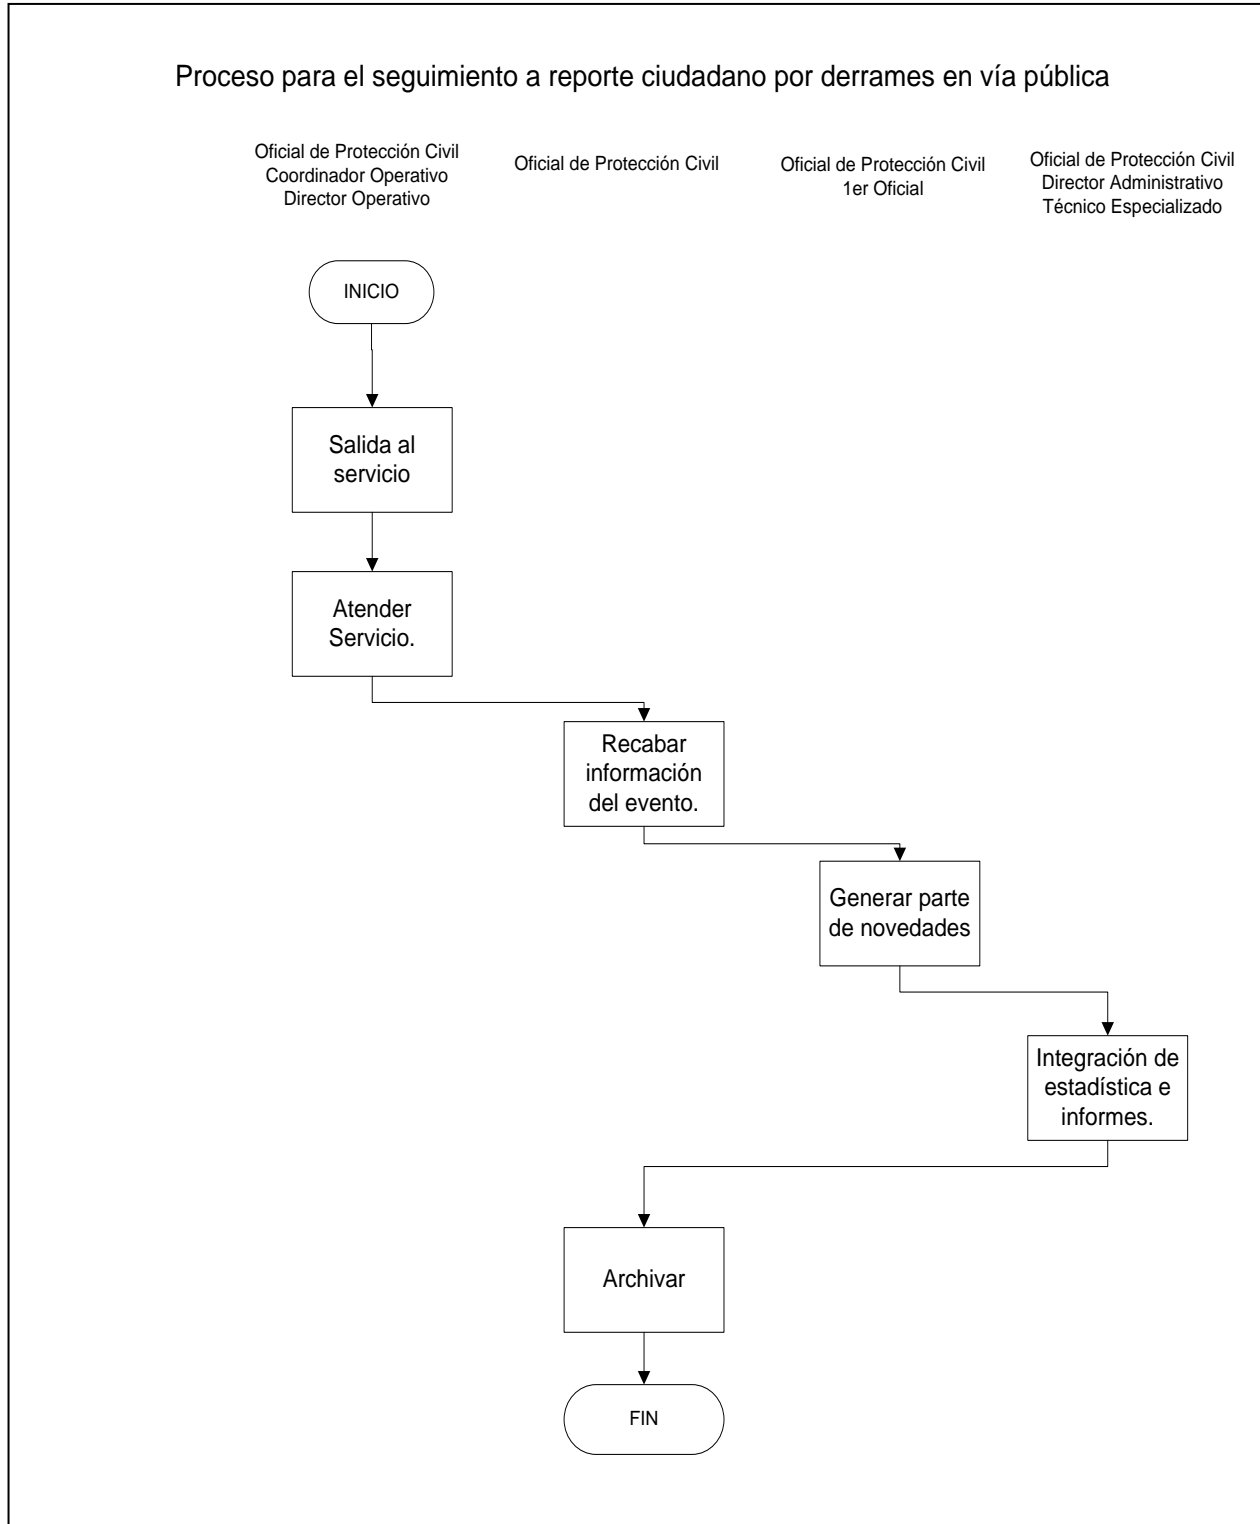 Proceso para el seguimiento a reporte ciudadano por derrames en vía pública
Oficial de Protección Civil
Coordinador Operativo
Director Operativo
Oficial de Protección Civil
Oficial de Protección Civil
1er Oficial
Oficial de Protección Civil
Director Administrativo
Técnico Especializado
INICIO
Salida al
servicio
Atender
Servicio.
Recabar
información
del evento.
Generar parte
de novedades
Integración de
estadística e
informes.
Archivar
FIN